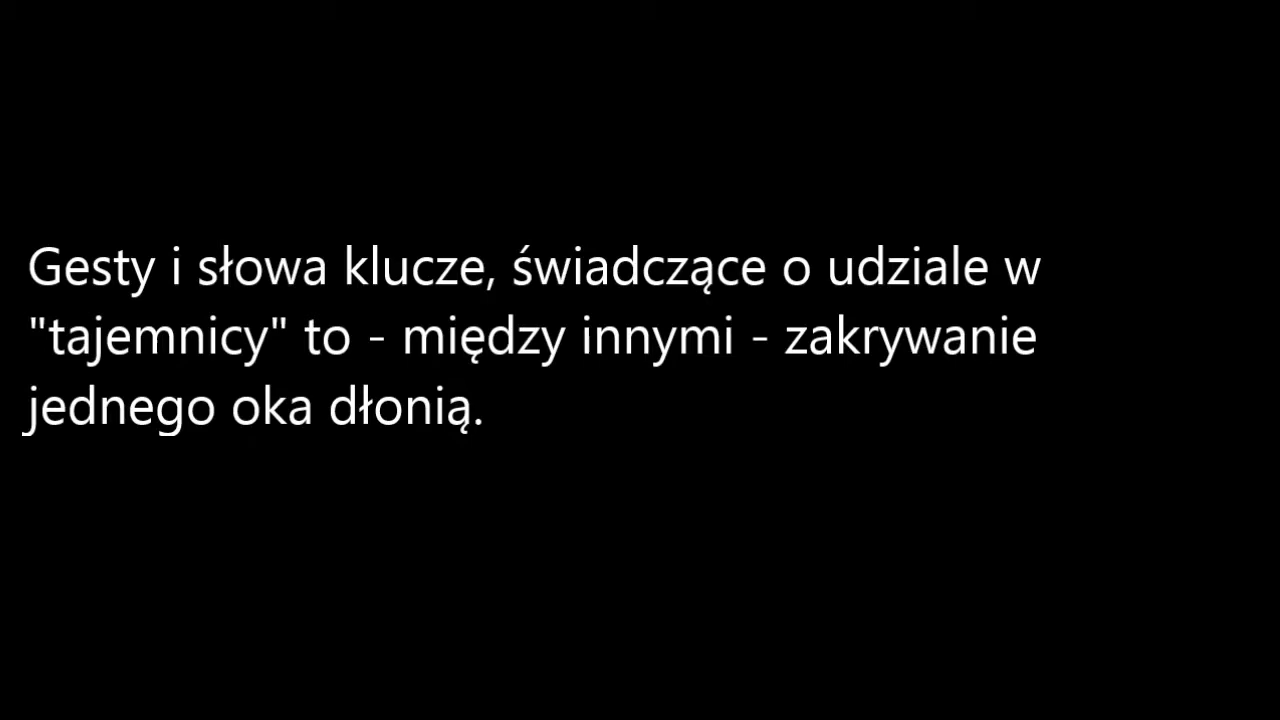 Gesty i słowa klucze, świadczące o udziale w
"tajemnicy" to - między innymi - zakrywanie
jednego oka dłonią.